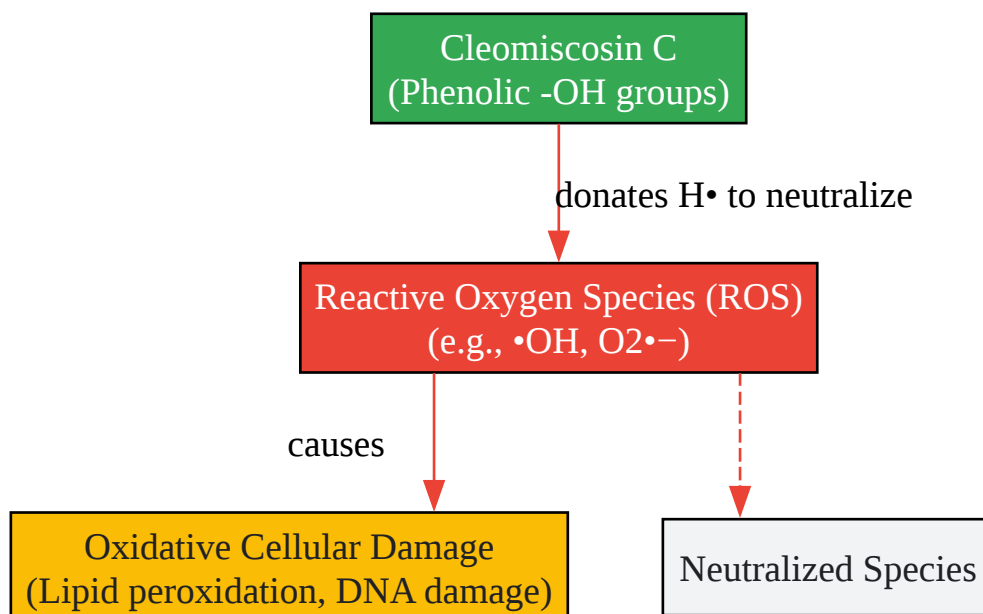 Cleomiscosin C
(Phenolic -OH groups)
donates H• to neutralize
Reactive Oxygen Species (ROS)
(e.g., •OH, O2•−)
causes
Oxidative Cellular Damage
(Lipid peroxidation, DNA damage)
Neutralized Species